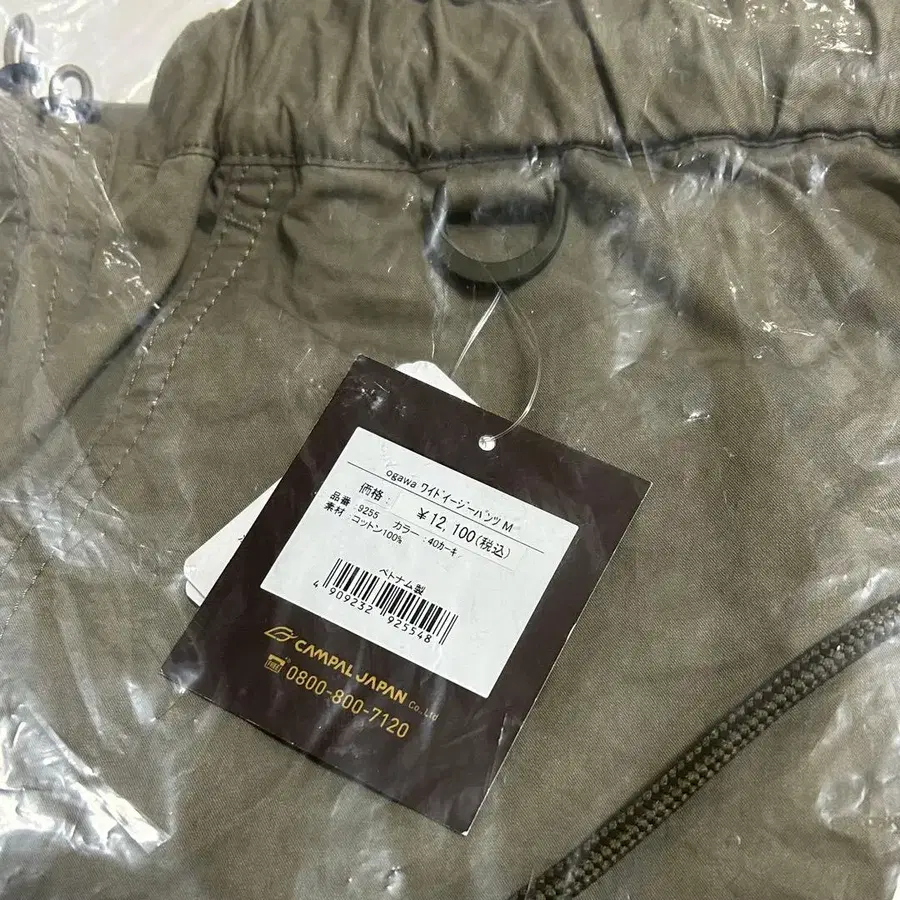 ogawa ワイドイージーパンツ M
価格: ¥12,100(税込)
品番 : 9255 カラー : 40カーキ
素材 : コットン100%
ベトナム製
4 909232 925548
CAMPAL JAPAN Co.,Ltd
FREE 0800-800-7120